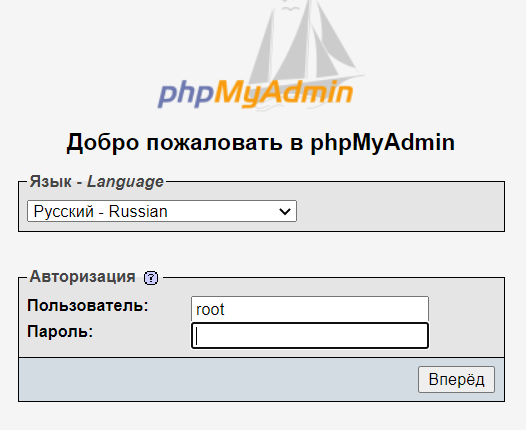 phpMyAdmin
Добро пожаловать в phpMyAdmin
Язык - Language
Русский - Russian
Авторизация ?
Пользователь: root
Пароль:
Вперёд